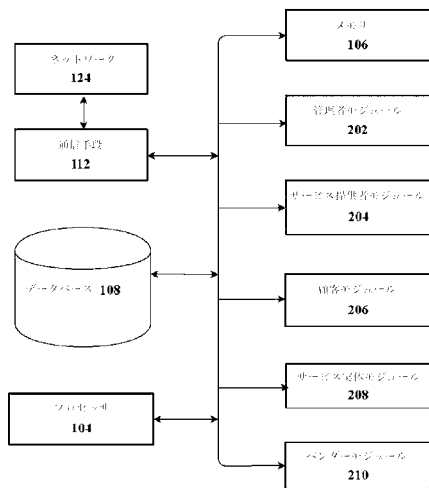 ネットワーク
124
通信手段
112
データベース 108
プロセッサ
104
メモリ
106
管理者モジュール
202
サービス提供者モジュール
204
顧客モジュール
206
サービス実体モジュール
208
ベンダーモジュール
210